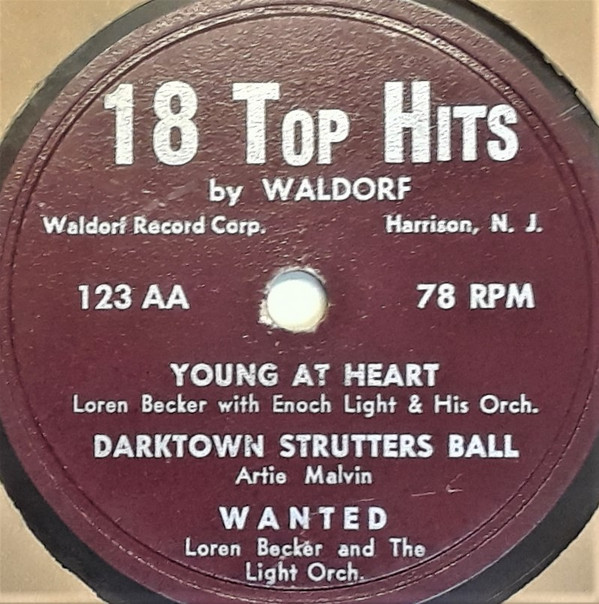 18 TOP HITS
by WALDORF
Waldorf Record Corp. Harrison, N. J.
123 AA 78 RPM
YOUNG AT HEART
Loren Becker with Enoch Light & His Orch.
DARKTOWN STRUTTERS BALL
Artie Malvin
WANTED
Loren Becker and The
Light Orch.